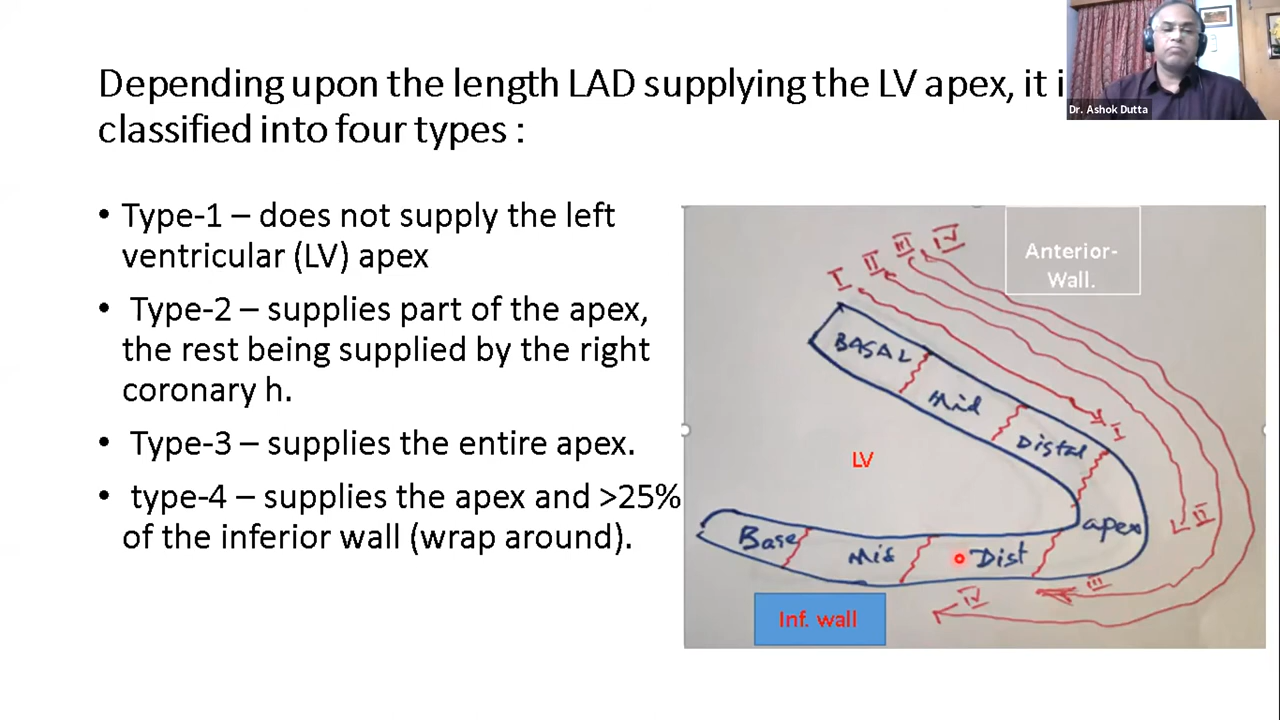 Depending upon the length LAD supplying the LV apex, it i
classified into four types :
Dr. Ashok Dutta
• Type-1 – does not supply the left
ventricular (LV) apex
• Type-2 – supplies part of the apex,
the rest being supplied by the right
coronary h.
• Type-3 – supplies the entire apex.
• type-4 – supplies the apex and >25%
of the inferior wall (wrap around).
I II III IV
Anterior-
Wall.
BASAL
Mid
I
Distal
LV
II
apex
Base Mid Dist
III
IV
Inf. wall